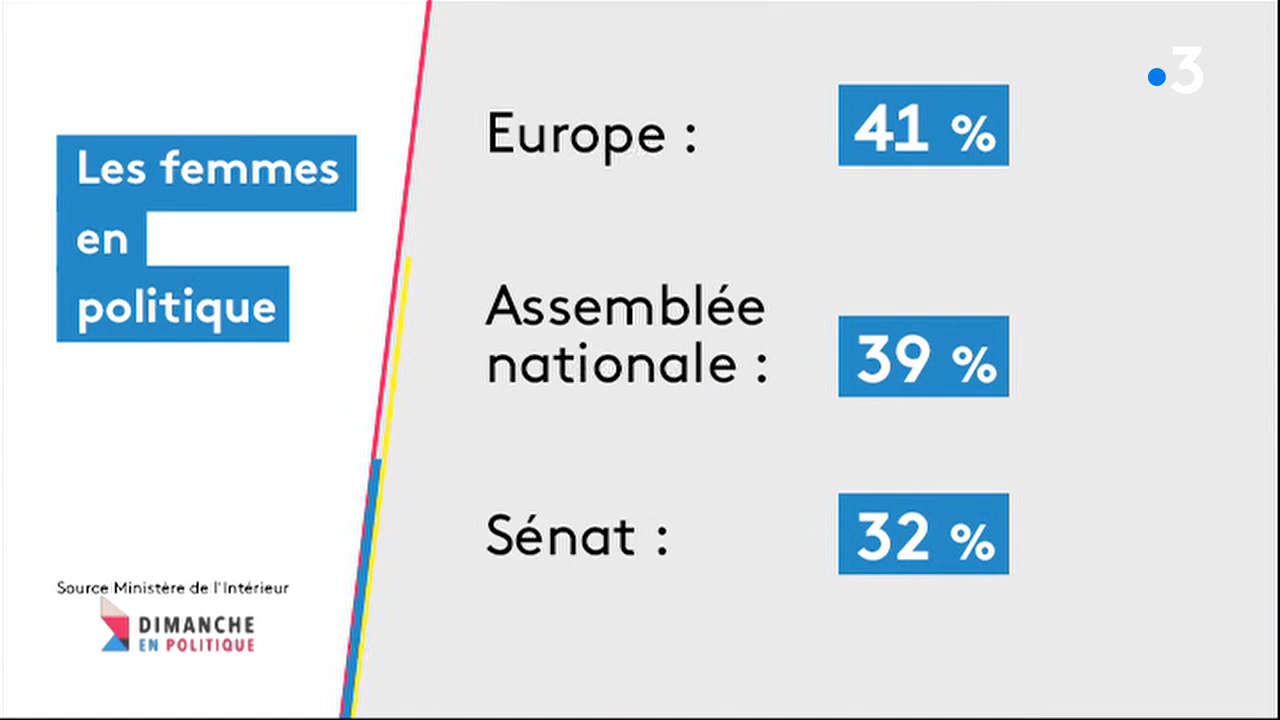 Les femmes
en
politique
Europe : 41 %
Assemblée
nationale : 39 %
Sénat : 32 %
3
Source Ministère de l'Intérieur
DIMANCHE
EN POLITIQUE